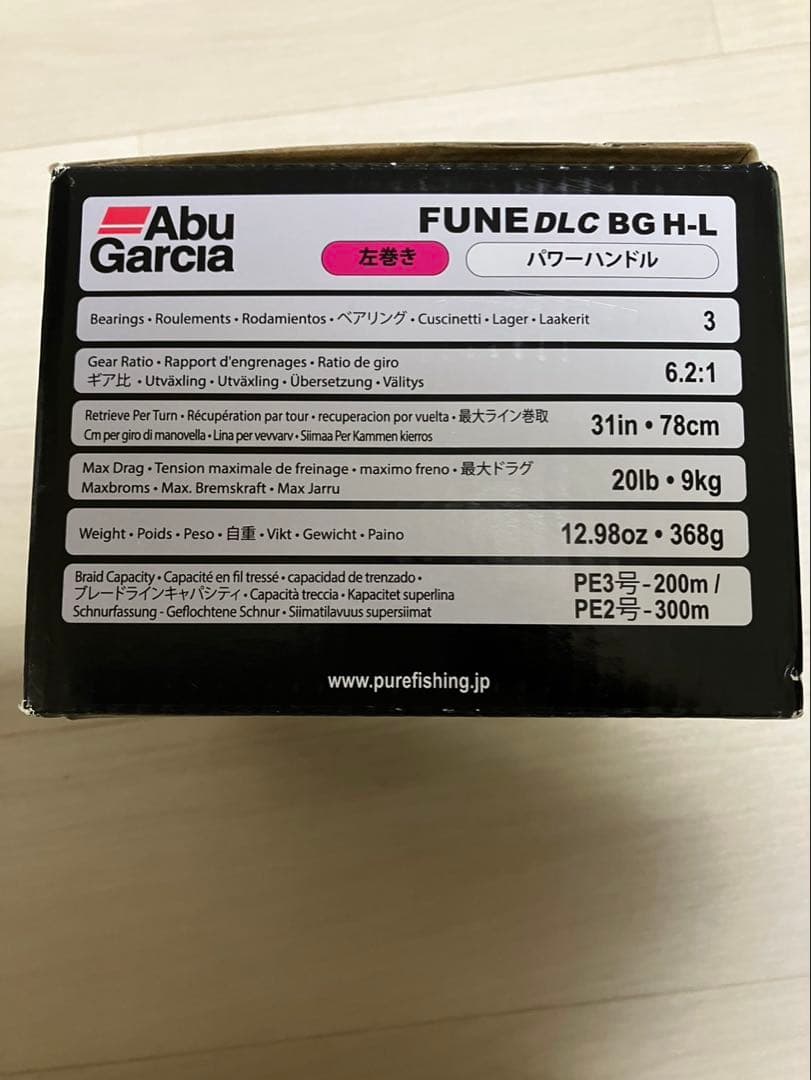 Abu Garcia
FUNE DLC BG H-L
左巻き
パワーハンドル
Bearings • Roulements • Rodamientos • ベアリング • Cuscinetti • Lager • Laakerit
3
Gear Ratio • Rapport d'engrenages • Ratio de giro
ギア比 • Utväxling • Utväxling • Übersetzung • Välitys
6.2:1
Retrieve Per Turn • Récupération par tour • recuperacion por vuelta • 最大ライン巻取
Cm per giro di manovella • Lina per vevvarv • Siimaa Per Kammen kierros
31in • 78cm
Max Drag • Tension maximale de freinage • maximo freno • 最大ドラグ
Maxbroms • Max. Bremskraft • Max Jarru
20lb • 9kg
Weight • Poids • Peso • 自重 • Vikt • Gewicht • Paino
12.98oz • 368g
Braid Capacity • Capacité en fil tressé • capacidad de trenzado •
ブレードラインキャパシティ • Capacità treccia • Kapacitet superlina
Schnurfassung - Geflochtene Schnur • Siimatilavuus supersiimat
PE3号-200m /
PE2号-300m
www.purefishing.jp